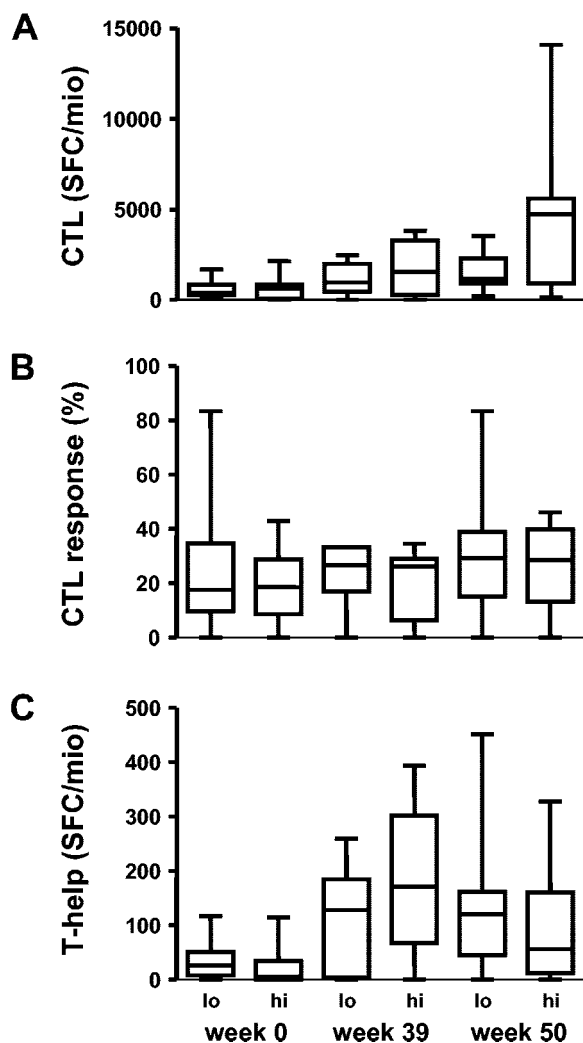 A
CTL (SFC/mio)
15000
10000
5000
0
B
CTL response (%)
100
80
60
40
20
0
C
T-help (SFC/mio)
500
400
300
200
100
0
lo hi lo hi lo hi
week 0 week 39 week 50